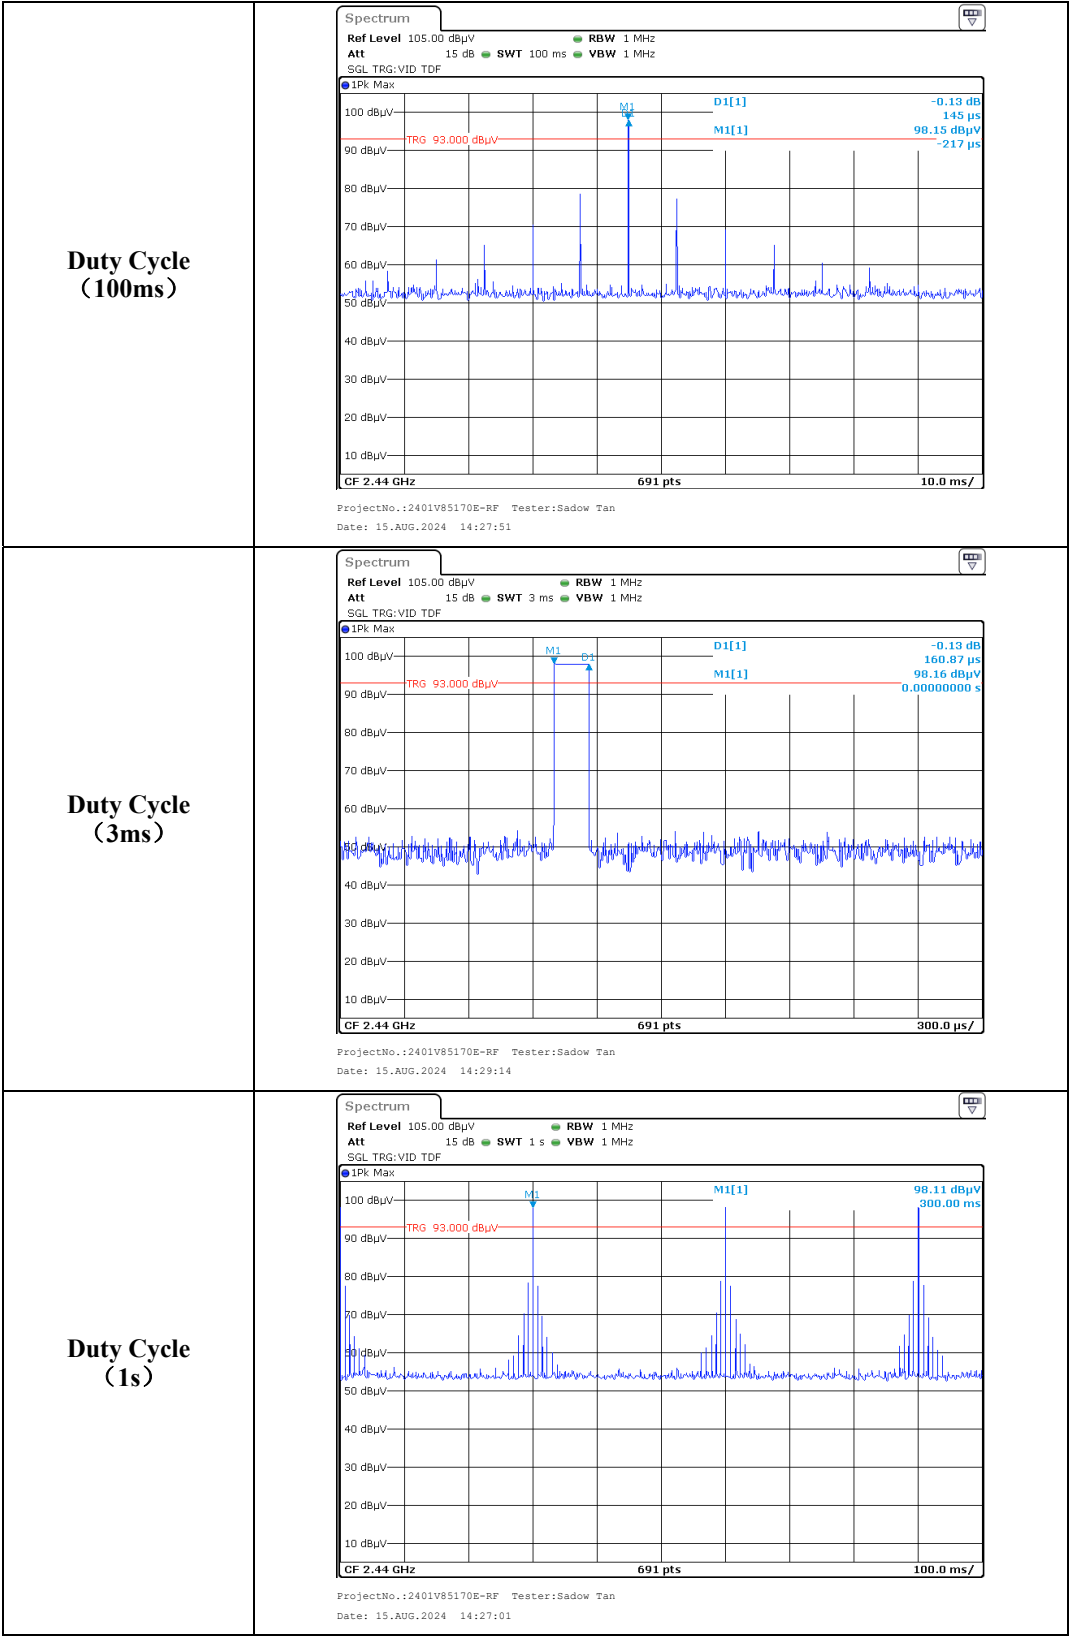 Duty Cycle
（100ms）
Spectrum
Ref Level 105.00 dBµV RBW 1 MHz
Att 15 dB SWT 100 ms VBW 1 MHz
SGL TRG:VID TDF
1Pk Max
D1[1] -0.13 dB
145 µs
M1[1] 98.15 dBµV
-217 µs
M1
D1
100 dBµV
TRG 93.000 dBµV
90 dBµV
80 dBµV
70 dBµV
60 dBµV
50 dBµV
40 dBµV
30 dBµV
20 dBµV
10 dBµV
CF 2.44 GHz 691 pts 10.0 ms/
ProjectNo.:2401V85170E-RF Tester:Sadow Tan
Date: 15.AUG.2024 14:27:51
Duty Cycle
（3ms）
Spectrum
Ref Level 105.00 dBµV RBW 1 MHz
Att 15 dB SWT 3 ms VBW 1 MHz
SGL TRG:VID TDF
1Pk Max
D1[1] -0.13 dB
160.87 µs
M1[1] 98.16 dBµV
0.00000000 s
M1
D1
100 dBµV
TRG 93.000 dBµV
90 dBµV
80 dBµV
70 dBµV
60 dBµV
50 dBµV
40 dBµV
30 dBµV
20 dBµV
10 dBµV
CF 2.44 GHz 691 pts 300.0 µs/
ProjectNo.:2401V85170E-RF Tester:Sadow Tan
Date: 15.AUG.2024 14:29:14
Duty Cycle
（1s）
Spectrum
Ref Level 105.00 dBµV RBW 1 MHz
Att 15 dB SWT 1 s VBW 1 MHz
SGL TRG:VID TDF
1Pk Max
M1[1] 98.11 dBµV
300.00 ms
M1
100 dBµV
TRG 93.000 dBµV
90 dBµV
80 dBµV
70 dBµV
60 dBµV
50 dBµV
40 dBµV
30 dBµV
20 dBµV
10 dBµV
CF 2.44 GHz 691 pts 100.0 ms/
ProjectNo.:2401V85170E-RF Tester:Sadow Tan
Date: 15.AUG.2024 14:27:01